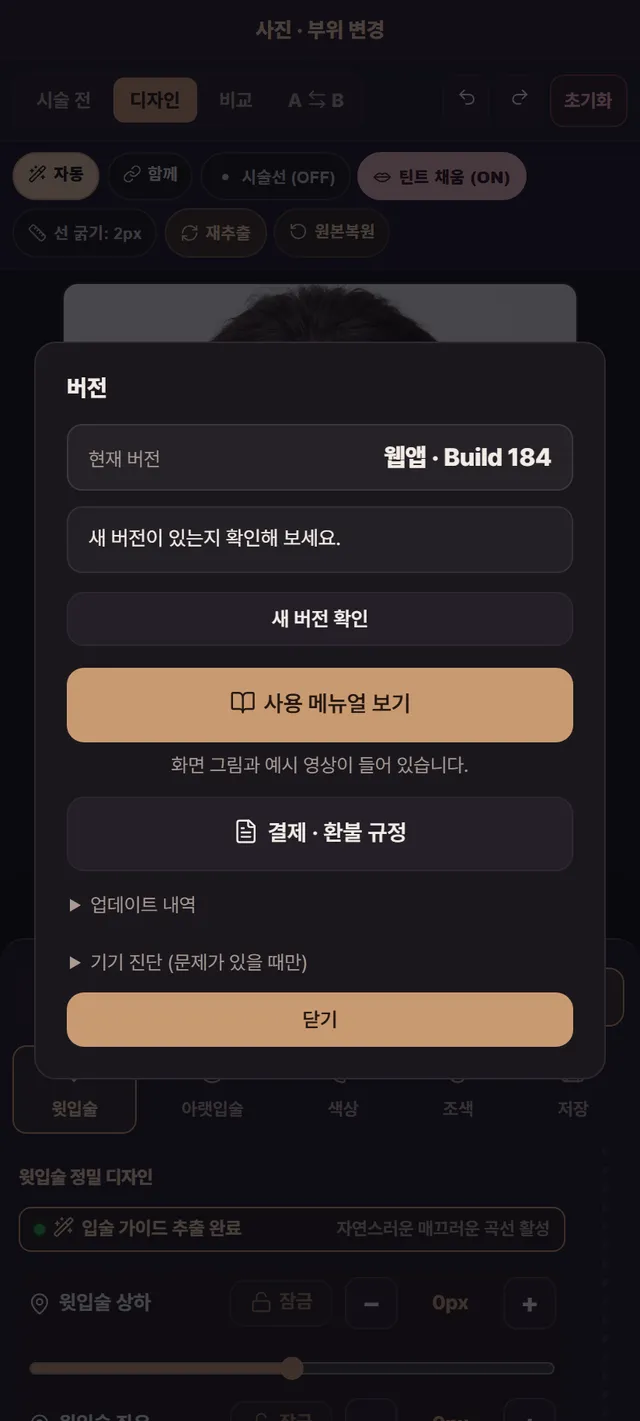 사진 · 부위 변경
시술 전
디자인
비교
A ⇆ B
초기화
자동
함께
시술선 (OFF)
틴트 채움 (ON)
선 굵기: 2px
재추출
원본복원
버전
현재 버전
웹앱 · Build 184
새 버전이 있는지 확인해 보세요.
새 버전 확인
사용 메뉴얼 보기
화면 그림과 예시 영상이 들어 있습니다.
결제 · 환불 규정
▶ 업데이트 내역
▶ 기기 진단 (문제가 있을 때만)
닫기
윗입술
아랫입술
색상
조색
저장
윗입술 정밀 디자인
입술 가이드 추출 완료
자연스러운 매끄러운 곡선 활성
윗입술 상하
잠금
−
0px
+